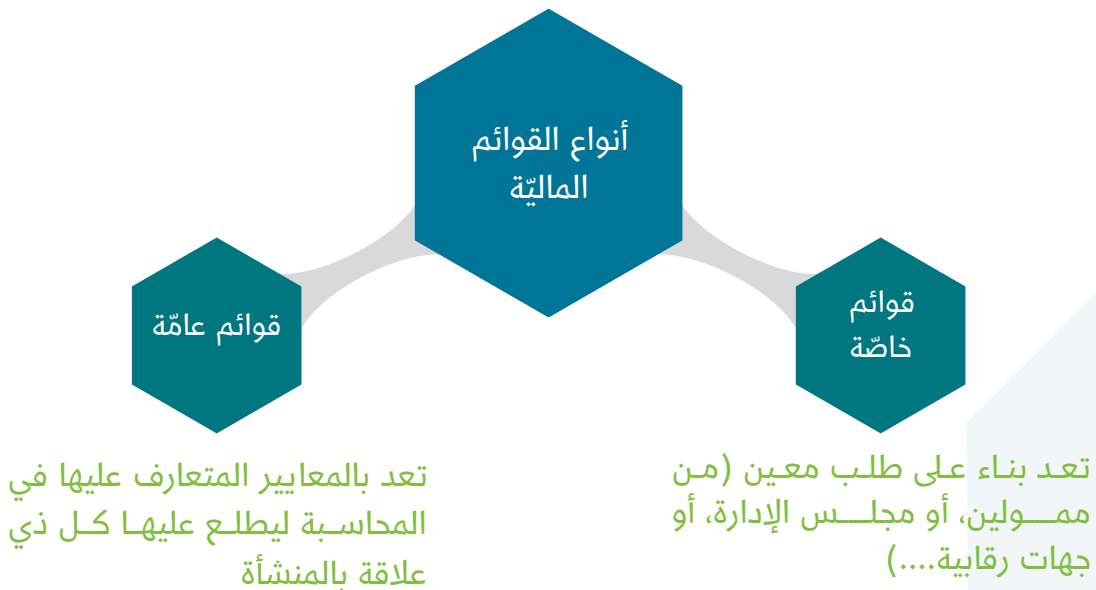 أنواع القوائم
الماليّة
قوائم
خاصّة
قوائم عامّة
تعد بناء على طلب معين (من
ممولين، أو مجلس الإدارة، أو
جهات رقابية....)
تعد بالمعايير المتعارف عليها في
المحاسبة ليطلع عليها كل ذي
علاقة بالمنشأة